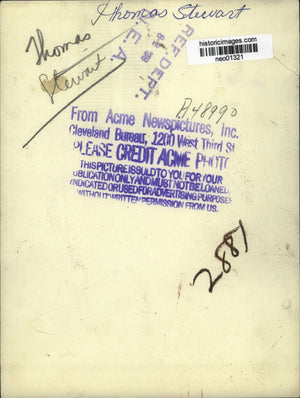 Thomas Stewart
historicimages.com
neo01321
Thomas
Stewart
REF. DEPT.
N.E.A.
A48990
From Acme Newspictures, Inc.
Cleveland Bureau, 1200 West Third St
PLEASE CREDIT ACME PHOTO
THIS PICTURE IS SOLD TO YOU FOR YOUR
PUBLICATION ONLY AND MUST NOT BE LOANED,
SYNDICATED OR USED FOR ADVERTISING PURPOSES
WITHOUT WRITTEN PERMISSION FROM US.
2881